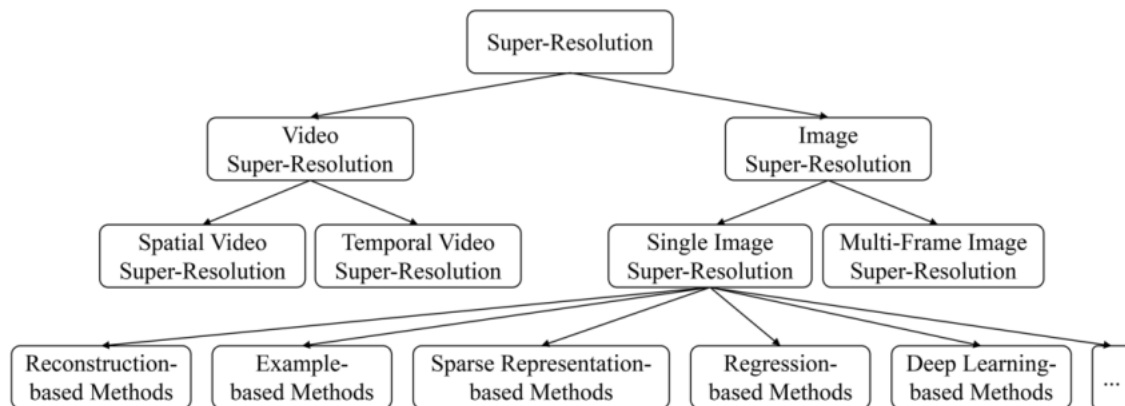 Super-Resolution
Video
Super-Resolution
Image
Super-Resolution
Spatial Video
Super-Resolution
Temporal Video
Super-Resolution
Single Image
Super-Resolution
Multi-Frame Image
Super-Resolution
Reconstruction-
based Methods
Example-
based Methods
Sparse Representation-
based Methods
Regression-
based Methods
Deep Learning-
based Methods
...